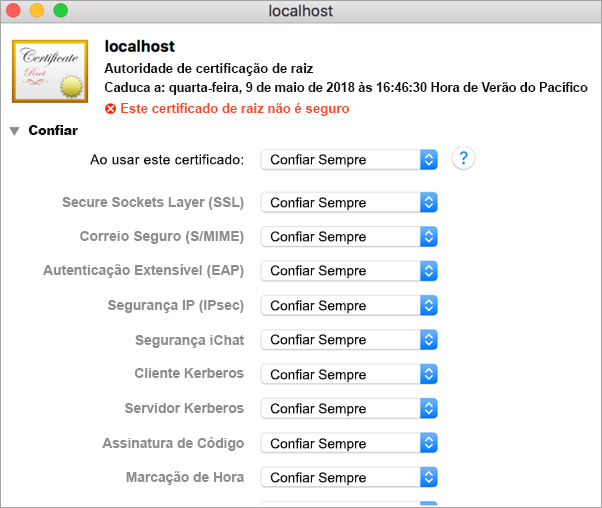 localhost
Certificate
Root
localhost
Autoridade de certificação de raiz
Caduca a: quarta-feira, 9 de maio de 2018 às 16:46:30 Hora de Verão do Pacífico
Este certificado de raiz não é seguro
Confiar
Ao usar este certificado: Confiar Sempre ?
Secure Sockets Layer (SSL) Confiar Sempre
Correio Seguro (S/MIME) Confiar Sempre
Autenticação Extensível (EAP) Confiar Sempre
Segurança IP (IPsec) Confiar Sempre
Segurança iChat Confiar Sempre
Cliente Kerberos Confiar Sempre
Servidor Kerberos Confiar Sempre
Assinatura de Código Confiar Sempre
Marcação de Hora Confiar Sempre